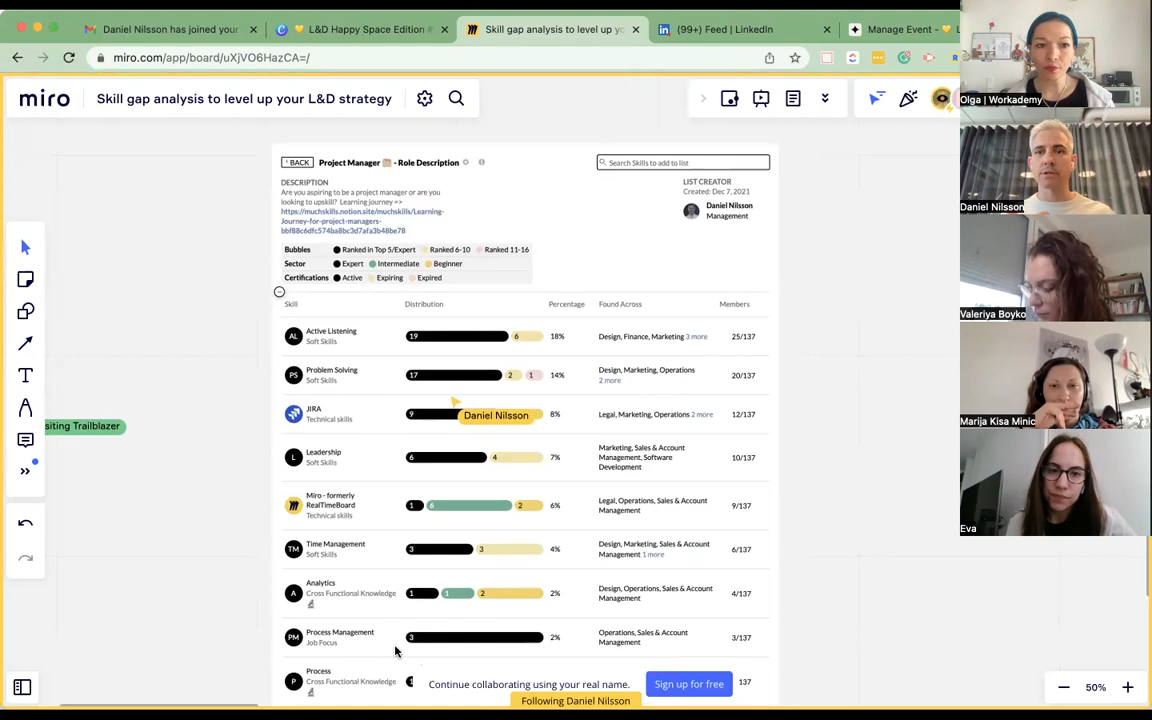 Daniel Nilsson has joined your
L&D Happy Space Edition #
Skill gap analysis to level up yo
(99+) Feed | LinkedIn
Manage Event - L
miro.com/app/board/uXjVO6HazCA=/
miro
Skill gap analysis to level up your L&D strategy
‹ BACK
Project Manager - Role Description
Search Skills to add to list
DESCRIPTION
Are you aspiring to be a project manager or are you
looking to upskill? Learning journey =>
https://muchskills.notion.site/muchskills/Learning-
Journey-for-project-managers-
bbf88c6dfc574ba8bc3d7afa3b48be78
LIST CREATOR
Created: Dec 7, 2021
Daniel Nilsson
Management
Bubbles Ranked in Top 5/Expert Ranked 6-10 Ranked 11-16
Sector Expert Intermediate Beginner
Certifications Active Expiring Expired
Skill Distribution Percentage Found Across Members
AL Active Listening
Soft Skills
19 6 18% Design, Finance, Marketing 3 more 25/137
PS Problem Solving
Soft Skills
17 2 1 14% Design, Marketing, Operations
2 more
20/137
JIRA
Technical skills
9 8% Legal, Marketing, Operations 2 more 12/137
Daniel Nilsson
L Leadership
Soft Skills
6 4 7% Marketing, Sales & Account
Management, Software
Development
10/137
Miro - formerly
RealTimeBoard
Technical skills
1 6 2 6% Legal, Operations, Sales & Account
Management
9/137
TM Time Management
Soft Skills
3 3 4% Design, Marketing, Sales & Account
Management 1 more
6/137
A Analytics
Cross Functional Knowledge
1 1 2 2% Design, Operations, Sales & Account
Management
4/137
PM Process Management
Job Focus
3 2% Operations, Sales & Account
Management
3/137
P Process
Cross Functional Knowledge
137
siting Trailblazer
Continue collaborating using your real name. Sign up for free
Following Daniel Nilsson
50%
Olga | Workademy
Daniel Nilsson
Valeriya Boyko
Marija Kisa Minic
Eva